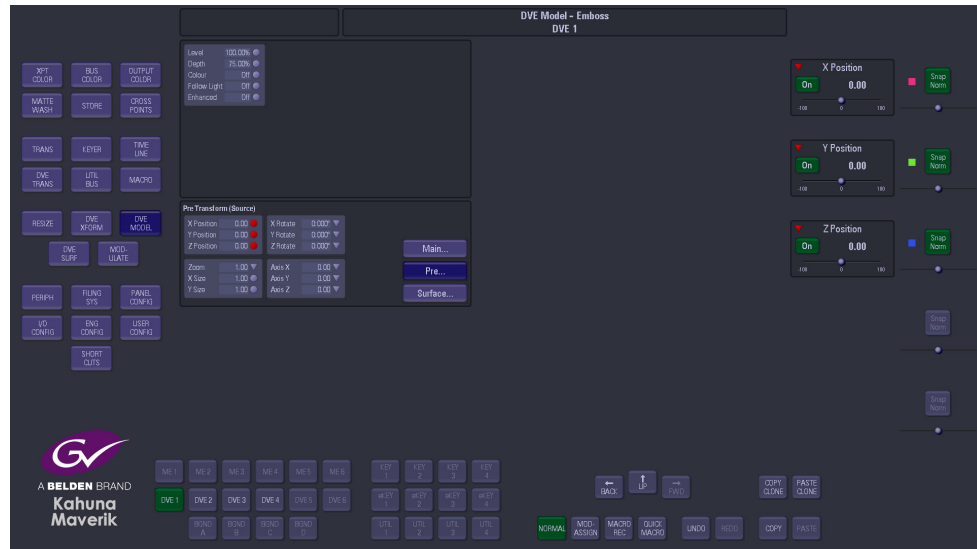 DVE Model - Emboss
DVE 1
Level 100.00%
Depth 75.00%
Colour Off
Follow Light Off
Enhanced Off
XPT COLOR
BUS COLOR
OUTPUT COLOR
MATTE WASH
STORE
CROSS POINTS
TRANS
KEYER
TIME LINE
DVE TRANS
UTIL BUS
MACRO
RESIZE
DVE XFORM
DVE MODEL
DVE SURF
MOD- ULATE
PERIPH
FILING SYS
PANEL CONFIG
I/O CONFIG
ENG CONFIG
USER CONFIG
SHORT CUTS
Pre Transform (Source)
X Position 0.00 X Rotate 0.000°
Y Position 0.00 Y Rotate 0.000°
Z Position 0.00 Z Rotate 0.000°
Zoom 1.00 Axis X 0.00
X Size 1.00 Axis Y 0.00
Y Size 1.00 Axis Z 0.00
Main...
Pre...
Surface...
X Position
On 0.00
-100 0 100
Snap Norm
Y Position
On 0.00
-100 0 100
Snap Norm
Z Position
On 0.00
-100 0 100
Snap Norm
Snap Norm
Snap Norm
GV
A BELDEN BRAND
Kahuna
Maverik
ME 1 ME 2 ME 3 ME 4 ME 5 ME 6
DVE 1 DVE 2 DVE 3 DVE 4 DVE 5 DVE 6
BGND A BGND B BGND C BGND D
KEY 1 KEY 2 KEY 3 KEY 4
eKEY 1 eKEY 2 eKEY 3 eKEY 4
UTIL 1 UTIL 2 UTIL 3 UTIL 4
BACK UP FWD
COPY CLONE PASTE CLONE
NORMAL MOD- ASSIGN MACRO REC QUICK MACRO UNDO REDO COPY PASTE